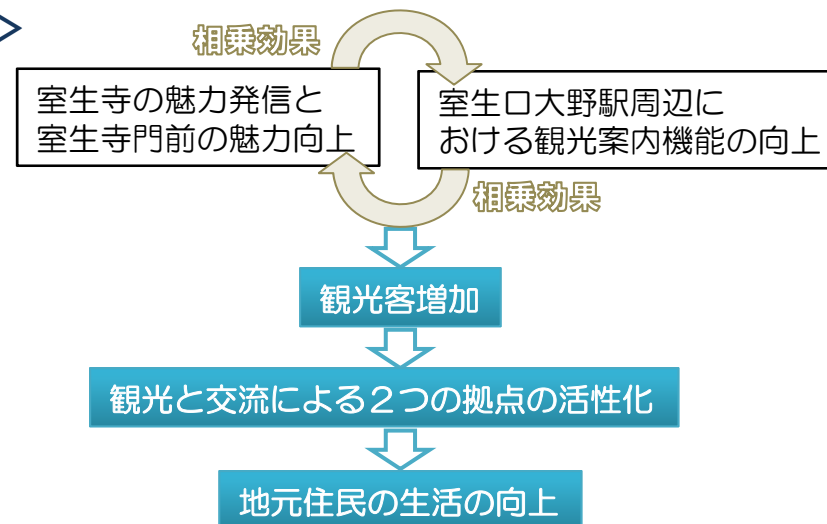 相乗効果
室生寺の魅力発信と
室生寺門前の魅力向上
室生口大野駅周辺に
おける観光案内機能の向上
相乗効果
観光客増加
観光と交流による２つの拠点の活性化
地元住民の生活の向上